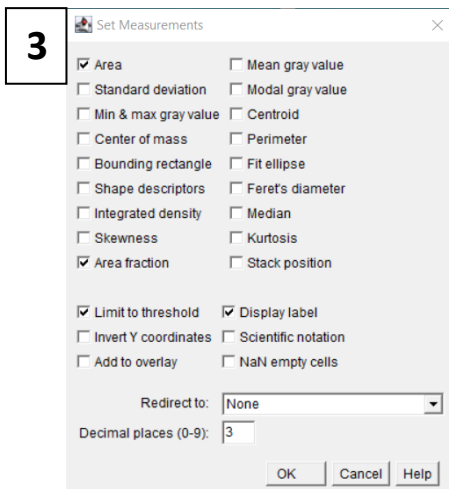 3
Set Measurements
Area Mean gray value
Standard deviation Modal gray value
Min & max gray value Centroid
Center of mass Perimeter
Bounding rectangle Fit ellipse
Shape descriptors Feret's diameter
Integrated density Median
Skewness Kurtosis
Area fraction Stack position
Limit to threshold Display label
Invert Y coordinates Scientific notation
Add to overlay NaN empty cells
Redirect to: None
Decimal places (0-9): 3
OK Cancel Help